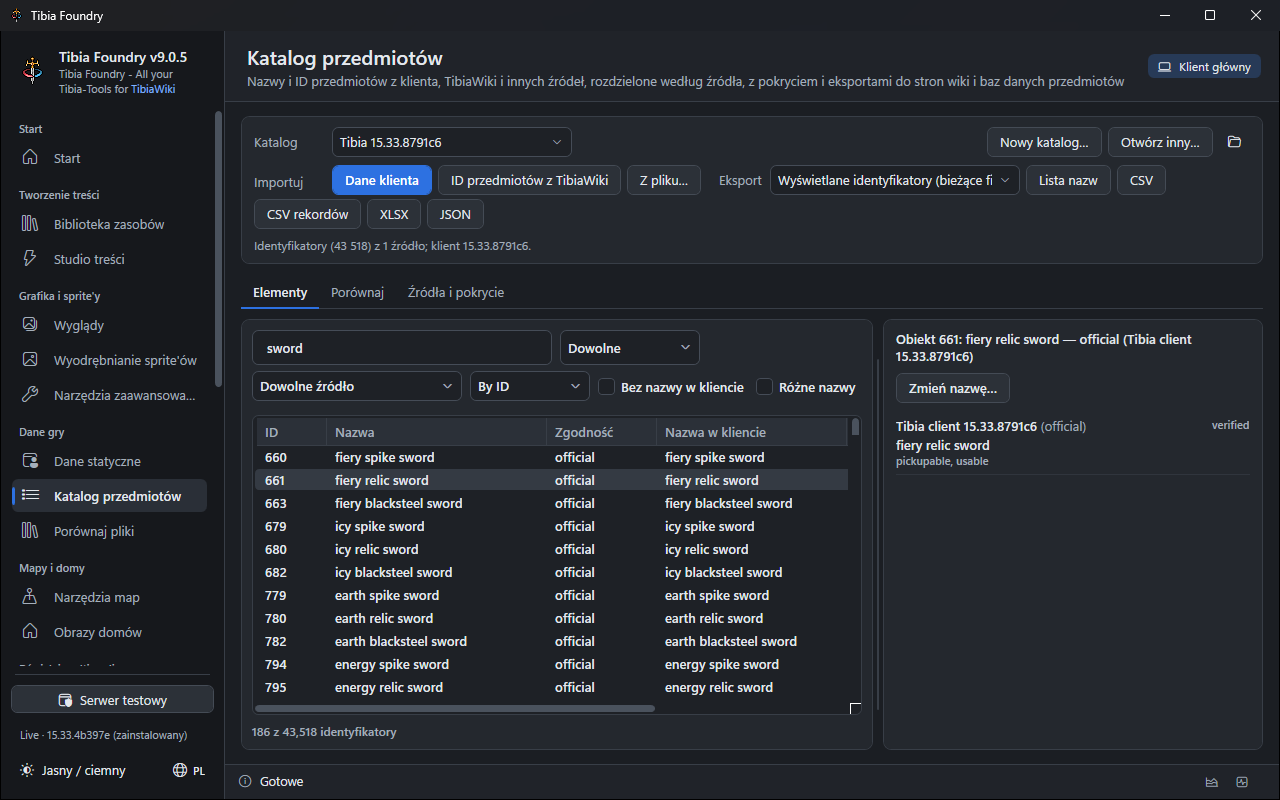 Tibia Foundry
Tibia Foundry v9.0.5
Tibia Foundry - All your
Tibia-Tools for TibiaWiki
Start
Start
Tworzenie treści
Biblioteka zasobów
Studio treści
Grafika i sprite'y
Wyglądy
Wyodrębnianie sprite'ów
Narzędzia zaawansowa...
Dane gry
Dane statyczne
Katalog przedmiotów
Porównaj pliki
Mapy i domy
Narzędzia map
Obrazy domów
Serwer testowy
Live · 15.33.4b397e (zainstalowany)
Jasny / ciemny PL
Katalog przedmiotów
Nazwy i ID przedmiotów z klienta, TibiaWiki i innych źródeł, rozdzielone według źródła, z pokryciem i eksportami do stron wiki i baz danych przedmiotów
Klient główny
Katalog Tibia 15.33.8791c6 Nowy katalog... Otwórz inny...
Importuj Dane klienta ID przedmiotów z TibiaWiki Z pliku... Eksport Wyświetlane identyfikatory (bieżące fi Lista nazw CSV
CSV rekordów XLSX JSON
Identyfikatory (43 518) z 1 źródło; klient 15.33.8791c6.
Elementy Porównaj Źródła i pokrycie
sword Dowolne
Dowolne źródło By ID Bez nazwy w kliencie Różne nazwy
ID Nazwa Zgodność Nazwa w kliencie
660 fiery spike sword official fiery spike sword
661 fiery relic sword official fiery relic sword
663 fiery blacksteel sword official fiery blacksteel sword
679 icy spike sword official icy spike sword
680 icy relic sword official icy relic sword
682 icy blacksteel sword official icy blacksteel sword
779 earth spike sword official earth spike sword
780 earth relic sword official earth relic sword
782 earth blacksteel sword official earth blacksteel sword
794 energy spike sword official energy spike sword
795 energy relic sword official energy relic sword
186 z 43,518 identyfikatory
Obiekt 661: fiery relic sword — official (Tibia client
15.33.8791c6)
Zmień nazwę...
Tibia client 15.33.8791c6 (official) verified
fiery relic sword
pickupable, usable
Gotowe